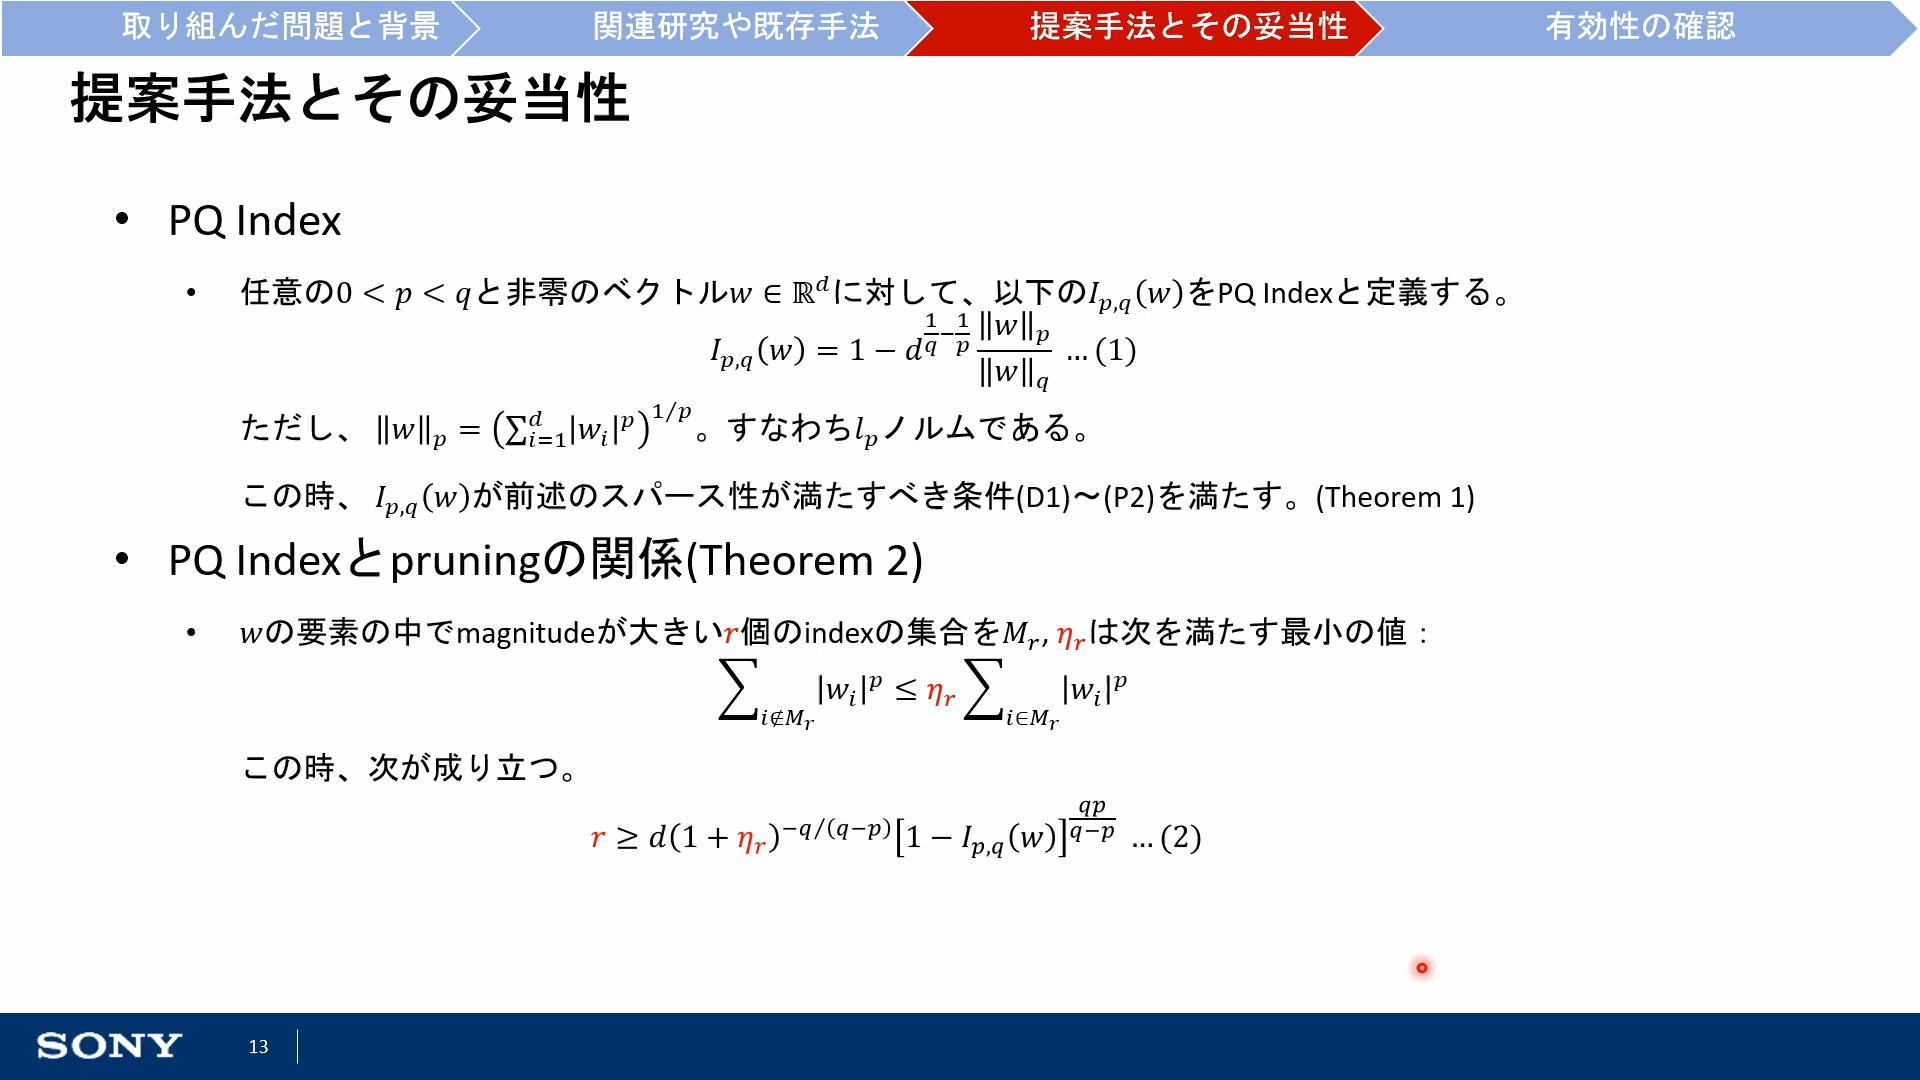 取り組んだ問題と背景 関連研究や既存手法 提案手法とその妥当性 有効性の確認
提案手法とその妥当性
• PQ Index
• 任意の0 < p < qと非零のベクトルw ∈ ℝ^dに対して、以下のI_{p,q}(w)をPQ Indexと定義する。
I_{p,q}(w) = 1 − d^{\frac{1}{q}−\frac{1}{p}} \frac{‖w‖_p}{‖w‖_q} … (1)
ただし、 ‖w‖_p = (∑_{i=1}^d |w_i|^p)^{1/p}。すなわちl_pノルムである。
この時、 I_{p,q}(w)が前述のスパース性が満たすべき条件(D1)～(P2)を満たす。(Theorem 1)
• PQ Indexとpruningの関係(Theorem 2)
• wの要素の中でmagnitudeが大きいr個のindexの集合をM_r, η_rは次を満たす最小の値：
∑_{i∉M_r} |w_i|^p ≤ η_r ∑_{i∈M_r} |w_i|^p
この時、次が成り立つ。
r ≥ d(1 + η_r)^{−q/(q−p)} [1 − I_{p,q}(w)]^{\frac{qp}{q−p}} … (2)
SONY 13